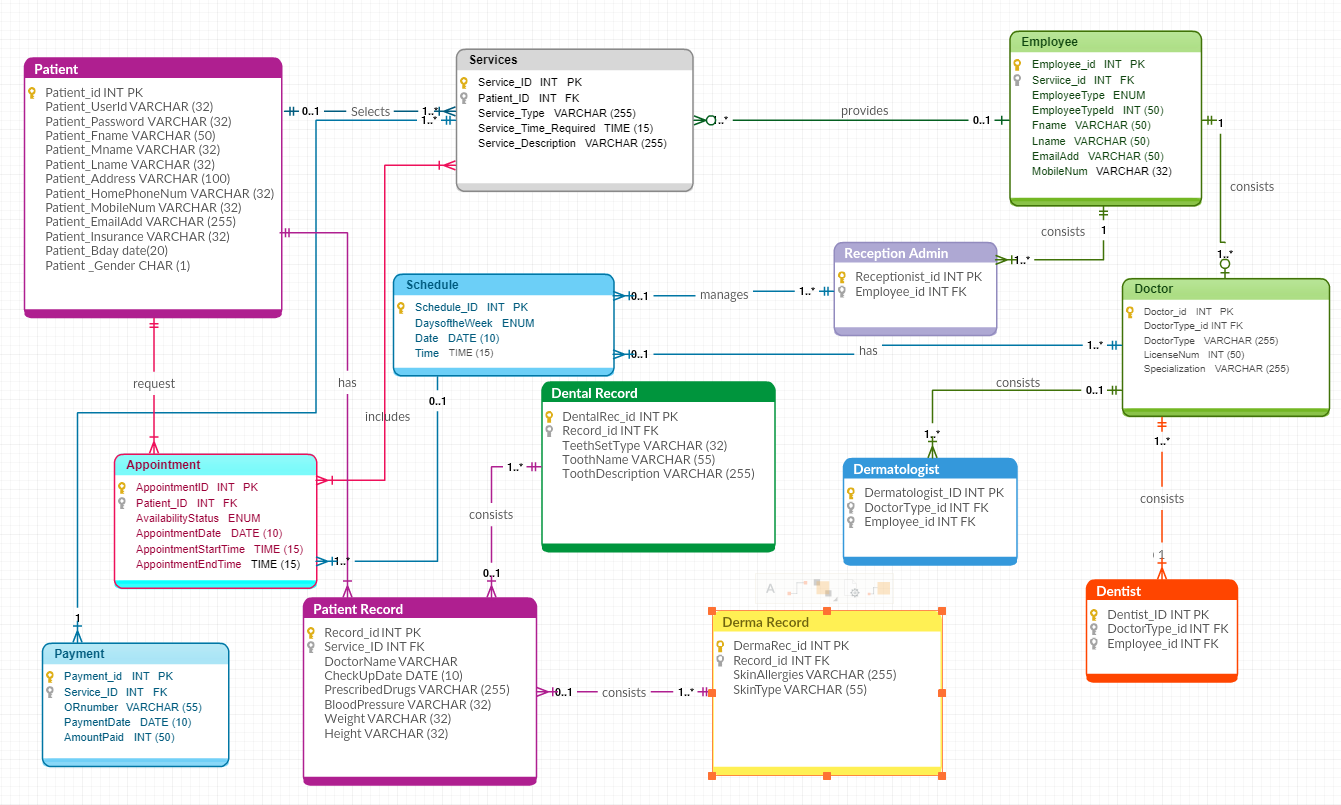 Patient
Patient_id INT PK
Patient_UserId VARCHAR (32)
Patient_Password VARCHAR (32)
Patient_Fname VARCHAR (50)
Patient_Mname VARCHAR (32)
Patient_Lname VARCHAR (32)
Patient_Address VARCHAR (100)
Patient_HomePhoneNum VARCHAR (32)
Patient_MobileNum VARCHAR (32)
Patient_EmailAdd VARCHAR (255)
Patient_Insurance VARCHAR (32)
Patient_Bday date(20)
Patient _Gender CHAR (1)
0..1 Selects 1..*
1..*
Services
Service_ID INT PK
Patient_ID INT FK
Service_Type VARCHAR (255)
Service_Time_Required TIME (15)
Service_Description VARCHAR (255)
1..* provides 0..1
Employee
Employee_id INT PK
Serviice_id INT FK
EmployeeType ENUM
EmployeeTypeId INT (50)
Fname VARCHAR (50)
Lname VARCHAR (50)
EmailAdd VARCHAR (50)
MobileNum VARCHAR (32)
1
consists
1..*
consists
1
1..*
Reception Admin
Receptionist_id INT PK
Employee_id INT FK
Schedule
Schedule_ID INT PK
DaysoftheWeek ENUM
Date DATE (10)
Time TIME (15)
0..1 manages 1..*
0..1 has 1..*
Doctor
Doctor_id INT PK
DoctorType_id INT FK
DoctorType VARCHAR (255)
LicenseNum INT (50)
Specialization VARCHAR (255)
request
has
includes
0..1
consists 0..1
1..*
1..*
consists
1
Dental Record
DentalRec_id INT PK
Record_id INT FK
TeethSetType VARCHAR (32)
ToothName VARCHAR (55)
ToothDescription VARCHAR (255)
1..*
consists
0..1
Dermatologist
Dermatologist_ID INT PK
DoctorType_id INT FK
Employee_id INT FK
Appointment
AppointmentID INT PK
Patient_ID INT FK
AvailabilityStatus ENUM
AppointmentDate DATE (10)
AppointmentStartTime TIME (15)
AppointmentEndTime TIME (15)
1..*
Dentist
Dentist_ID INT PK
DoctorType_id INT FK
Employee_id INT FK
1
Payment
Payment_id INT PK
Service_ID INT FK
ORnumber VARCHAR (55)
PaymentDate DATE (10)
AmountPaid INT (50)
Patient Record
Record_id INT PK
Service_ID INT FK
DoctorName VARCHAR
CheckUpDate DATE (10)
PrescribedDrugs VARCHAR (255)
BloodPressure VARCHAR (32)
Weight VARCHAR (32)
Height VARCHAR (32)
0..1 consists 1..*
A
Derma Record
DermaRec_id INT PK
Record_id INT FK
SkinAllergies VARCHAR (255)
SkinType VARCHAR (55)